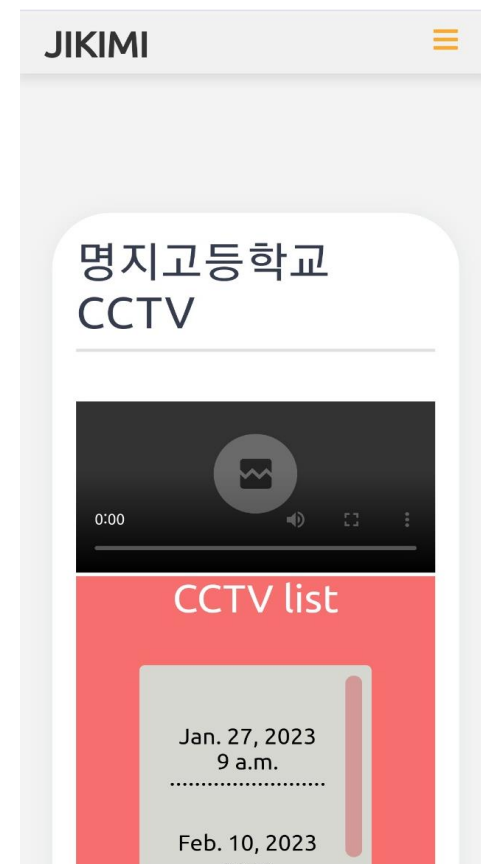 JIKIMI
명지고등학교
CCTV
0:00
CCTV list
Jan. 27, 2023
9 a.m.
Feb. 10, 2023